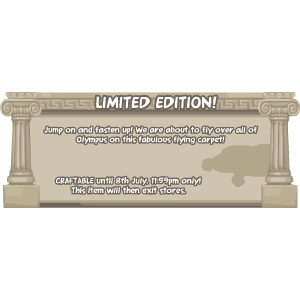 LIMITED EDITION!
Jump on and fasten up! We are about to fly over all of
Olympus on this fabulous flying carpet!
CRAFTABLE until 8th July, 11.59pm only!
This item will then exit stores.